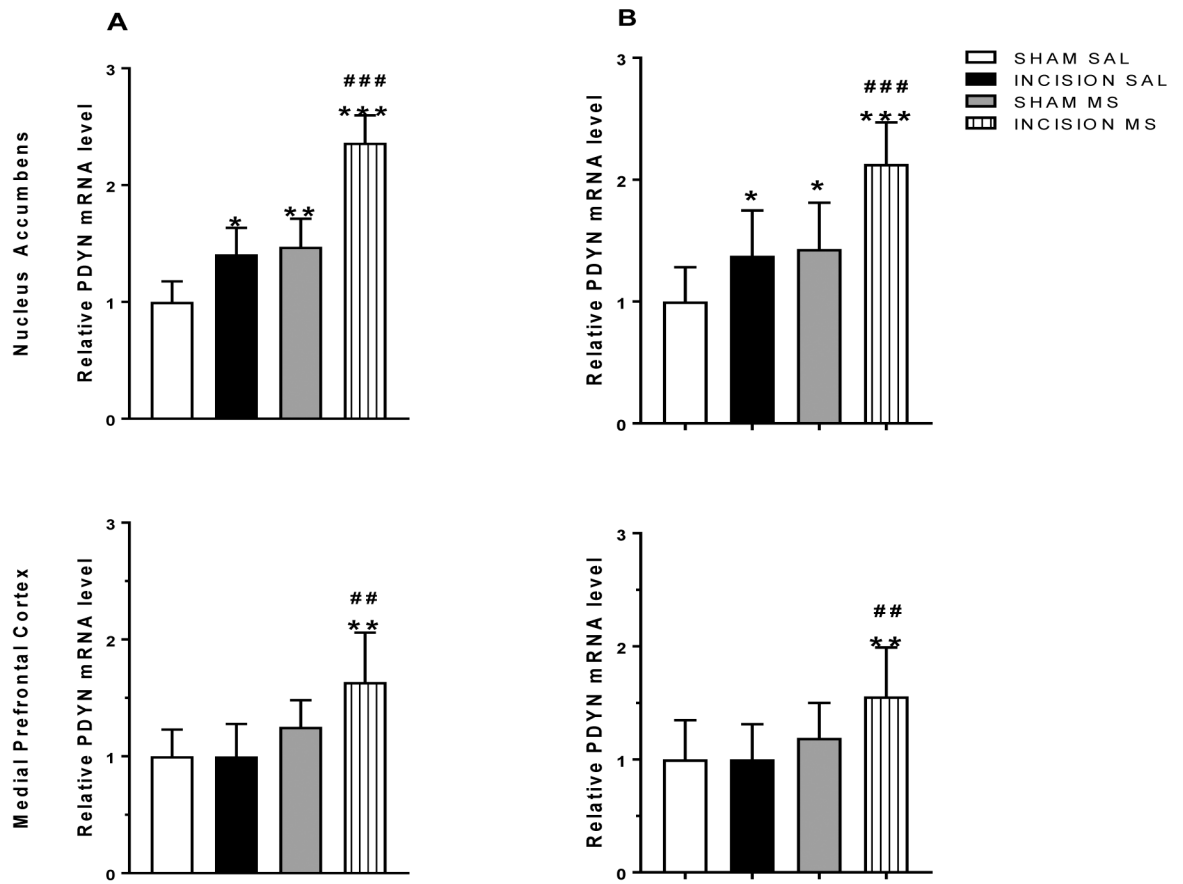 A
B
Nucleus Accumbens
Relative PDYN mRNA level
3
2
1
0
*
**
###
***
Relative PDYN mRNA level
3
2
1
0
*
*
###
***
SHAM SAL
INCISION SAL
SHAM MS
INCISION MS
Medial Prefrontal Cortex
Relative PDYN mRNA level
3
2
1
0
##
**
Relative PDYN mRNA level
3
2
1
0
##
**